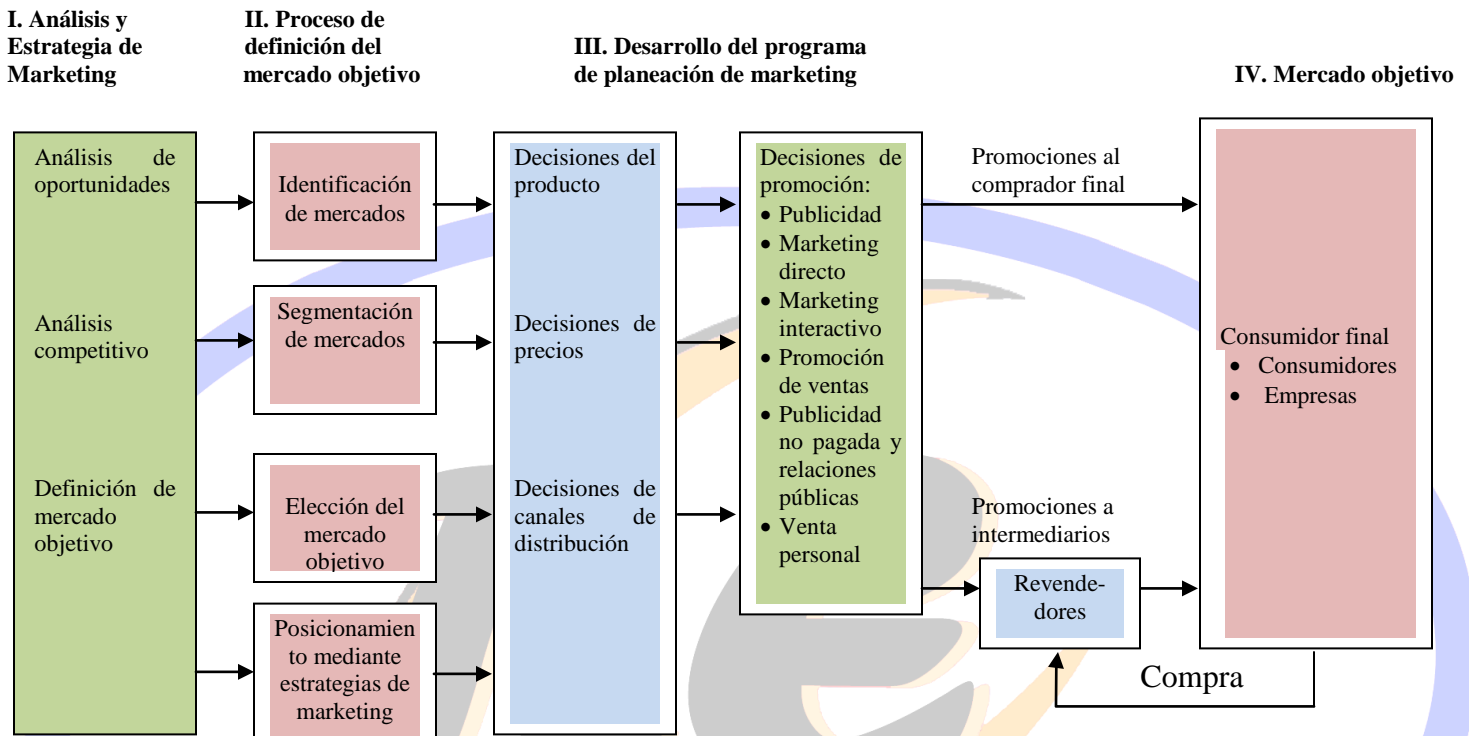 I. Análisis y
Estrategia de
Marketing
II. Proceso de
definición del
mercado objetivo
III. Desarrollo del programa
de planeación de marketing
IV. Mercado objetivo
Análisis de
oportunidades
Análisis
competitivo
Definición de
mercado
objetivo
Identificación
de mercados
Segmentación
de mercados
Elección del
mercado
objetivo
Posicionamien
to mediante
estrategias de
marketing
Decisiones del
producto
Decisiones de
precios
Decisiones de
canales de
distribución
Decisiones de
promoción:
• Publicidad
• Marketing
directo
• Marketing
interactivo
• Promoción
de ventas
• Publicidad
no pagada y
relaciones
públicas
• Venta
personal
Promociones al
comprador final
Promociones a
intermediarios
Revende-
dores
Consumidor final
• Consumidores
• Empresas
Compra